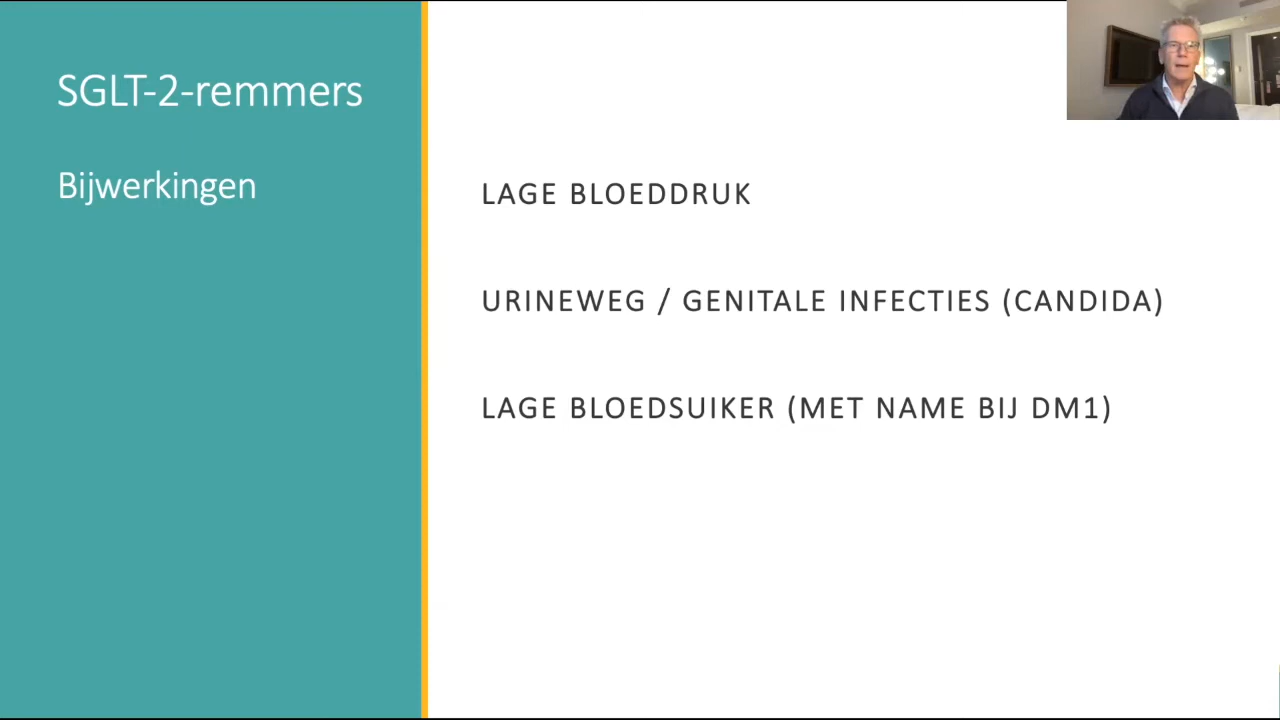 SGLT-2-remmers
Bijwerkingen
LAGE BLOEDDRUK
URINEWEG / GENITALE INFECTIES (CANDIDA)
LAGE BLOEDSUIKER (MET NAME BIJ DM1)